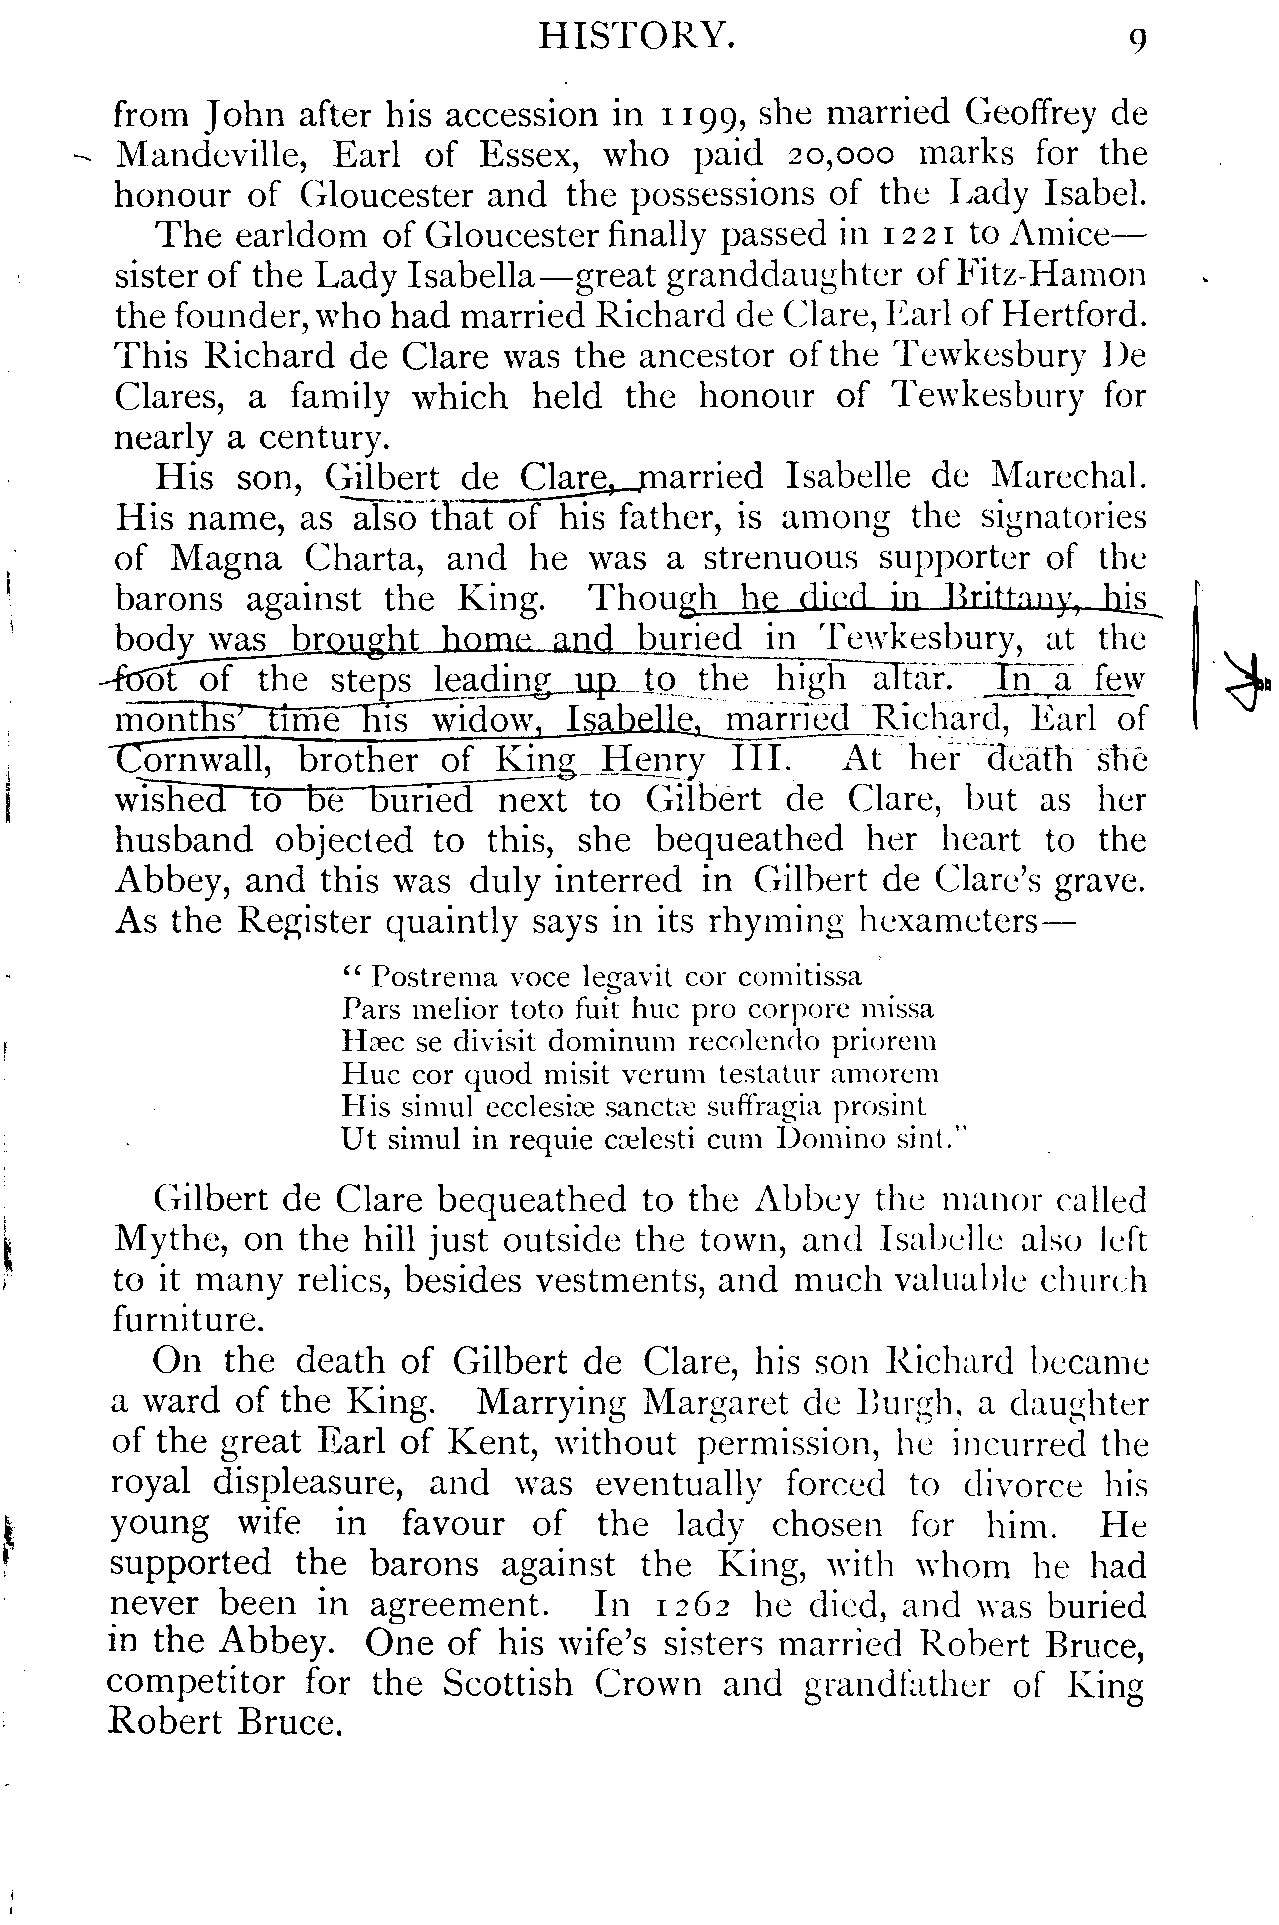 HISTORY. 9
from John after his accession in 1199, she married Geoffrey de
Mandeville, Earl of Essex, who paid 20,000 marks for the
honour of Gloucester and the possessions of the Lady Isabel.
The earldom of Gloucester finally passed in 1221 to Amice—
sister of the Lady Isabella—great granddaughter of Fitz-Hamon
the founder, who had married Richard de Clare, Earl of Hertford.
This Richard de Clare was the ancestor of the Tewkesbury De
Clares, a family which held the honour of Tewkesbury for
nearly a century.
His son, Gilbert de Clare, married Isabelle de Marechal.
His name, as also that of his father, is among the signatories
of Magna Charta, and he was a strenuous supporter of the
barons against the King. Though he died in Brittany, his
body was brought home and buried in Tewkesbury, at the
foot of the steps leading up to the high altar. In a few
months' time his widow, Isabelle, married Richard, Earl of
Cornwall, brother of King Henry III. At her death she
wished to be buried next to Gilbert de Clare, but as her
husband objected to this, she bequeathed her heart to the
Abbey, and this was duly interred in Gilbert de Clare's grave.
As the Register quaintly says in its rhyming hexameters—
“ Postrema voce legavit cor comitissa
Pars melior toto fuit huc pro corpore missa
Hæc se divisit dominum recolendo priorem
Huc cor quod misit verum testatur amorem
His simul ecclesiæ sanctæ suffragia prosint
Ut simul in requie cælesti cum Domino sint.”
Gilbert de Clare bequeathed to the Abbey the manor called
Mythe, on the hill just outside the town, and Isabelle also left
to it many relics, besides vestments, and much valuable church
furniture.
On the death of Gilbert de Clare, his son Richard became
a ward of the King. Marrying Margaret de Burgh, a daughter
of the great Earl of Kent, without permission, he incurred the
royal displeasure, and was eventually forced to divorce his
young wife in favour of the lady chosen for him. He
supported the barons against the King, with whom he had
never been in agreement. In 1262 he died, and was buried
in the Abbey. One of his wife's sisters married Robert Bruce,
competitor for the Scottish Crown and grandfather of King
Robert Bruce.